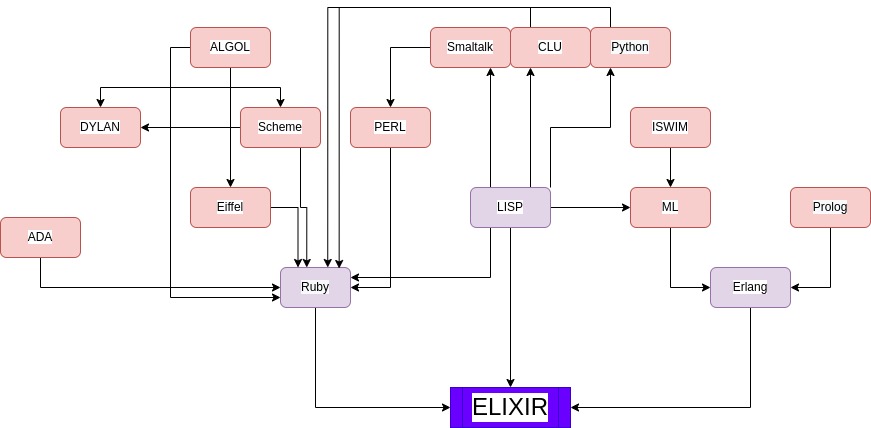 ALGOL
Smaltalk
CLU
Python
DYLAN
Scheme
PERL
ISWIM
Eiffel
LISP
ML
Prolog
ADA
Ruby
Erlang
ELIXIR